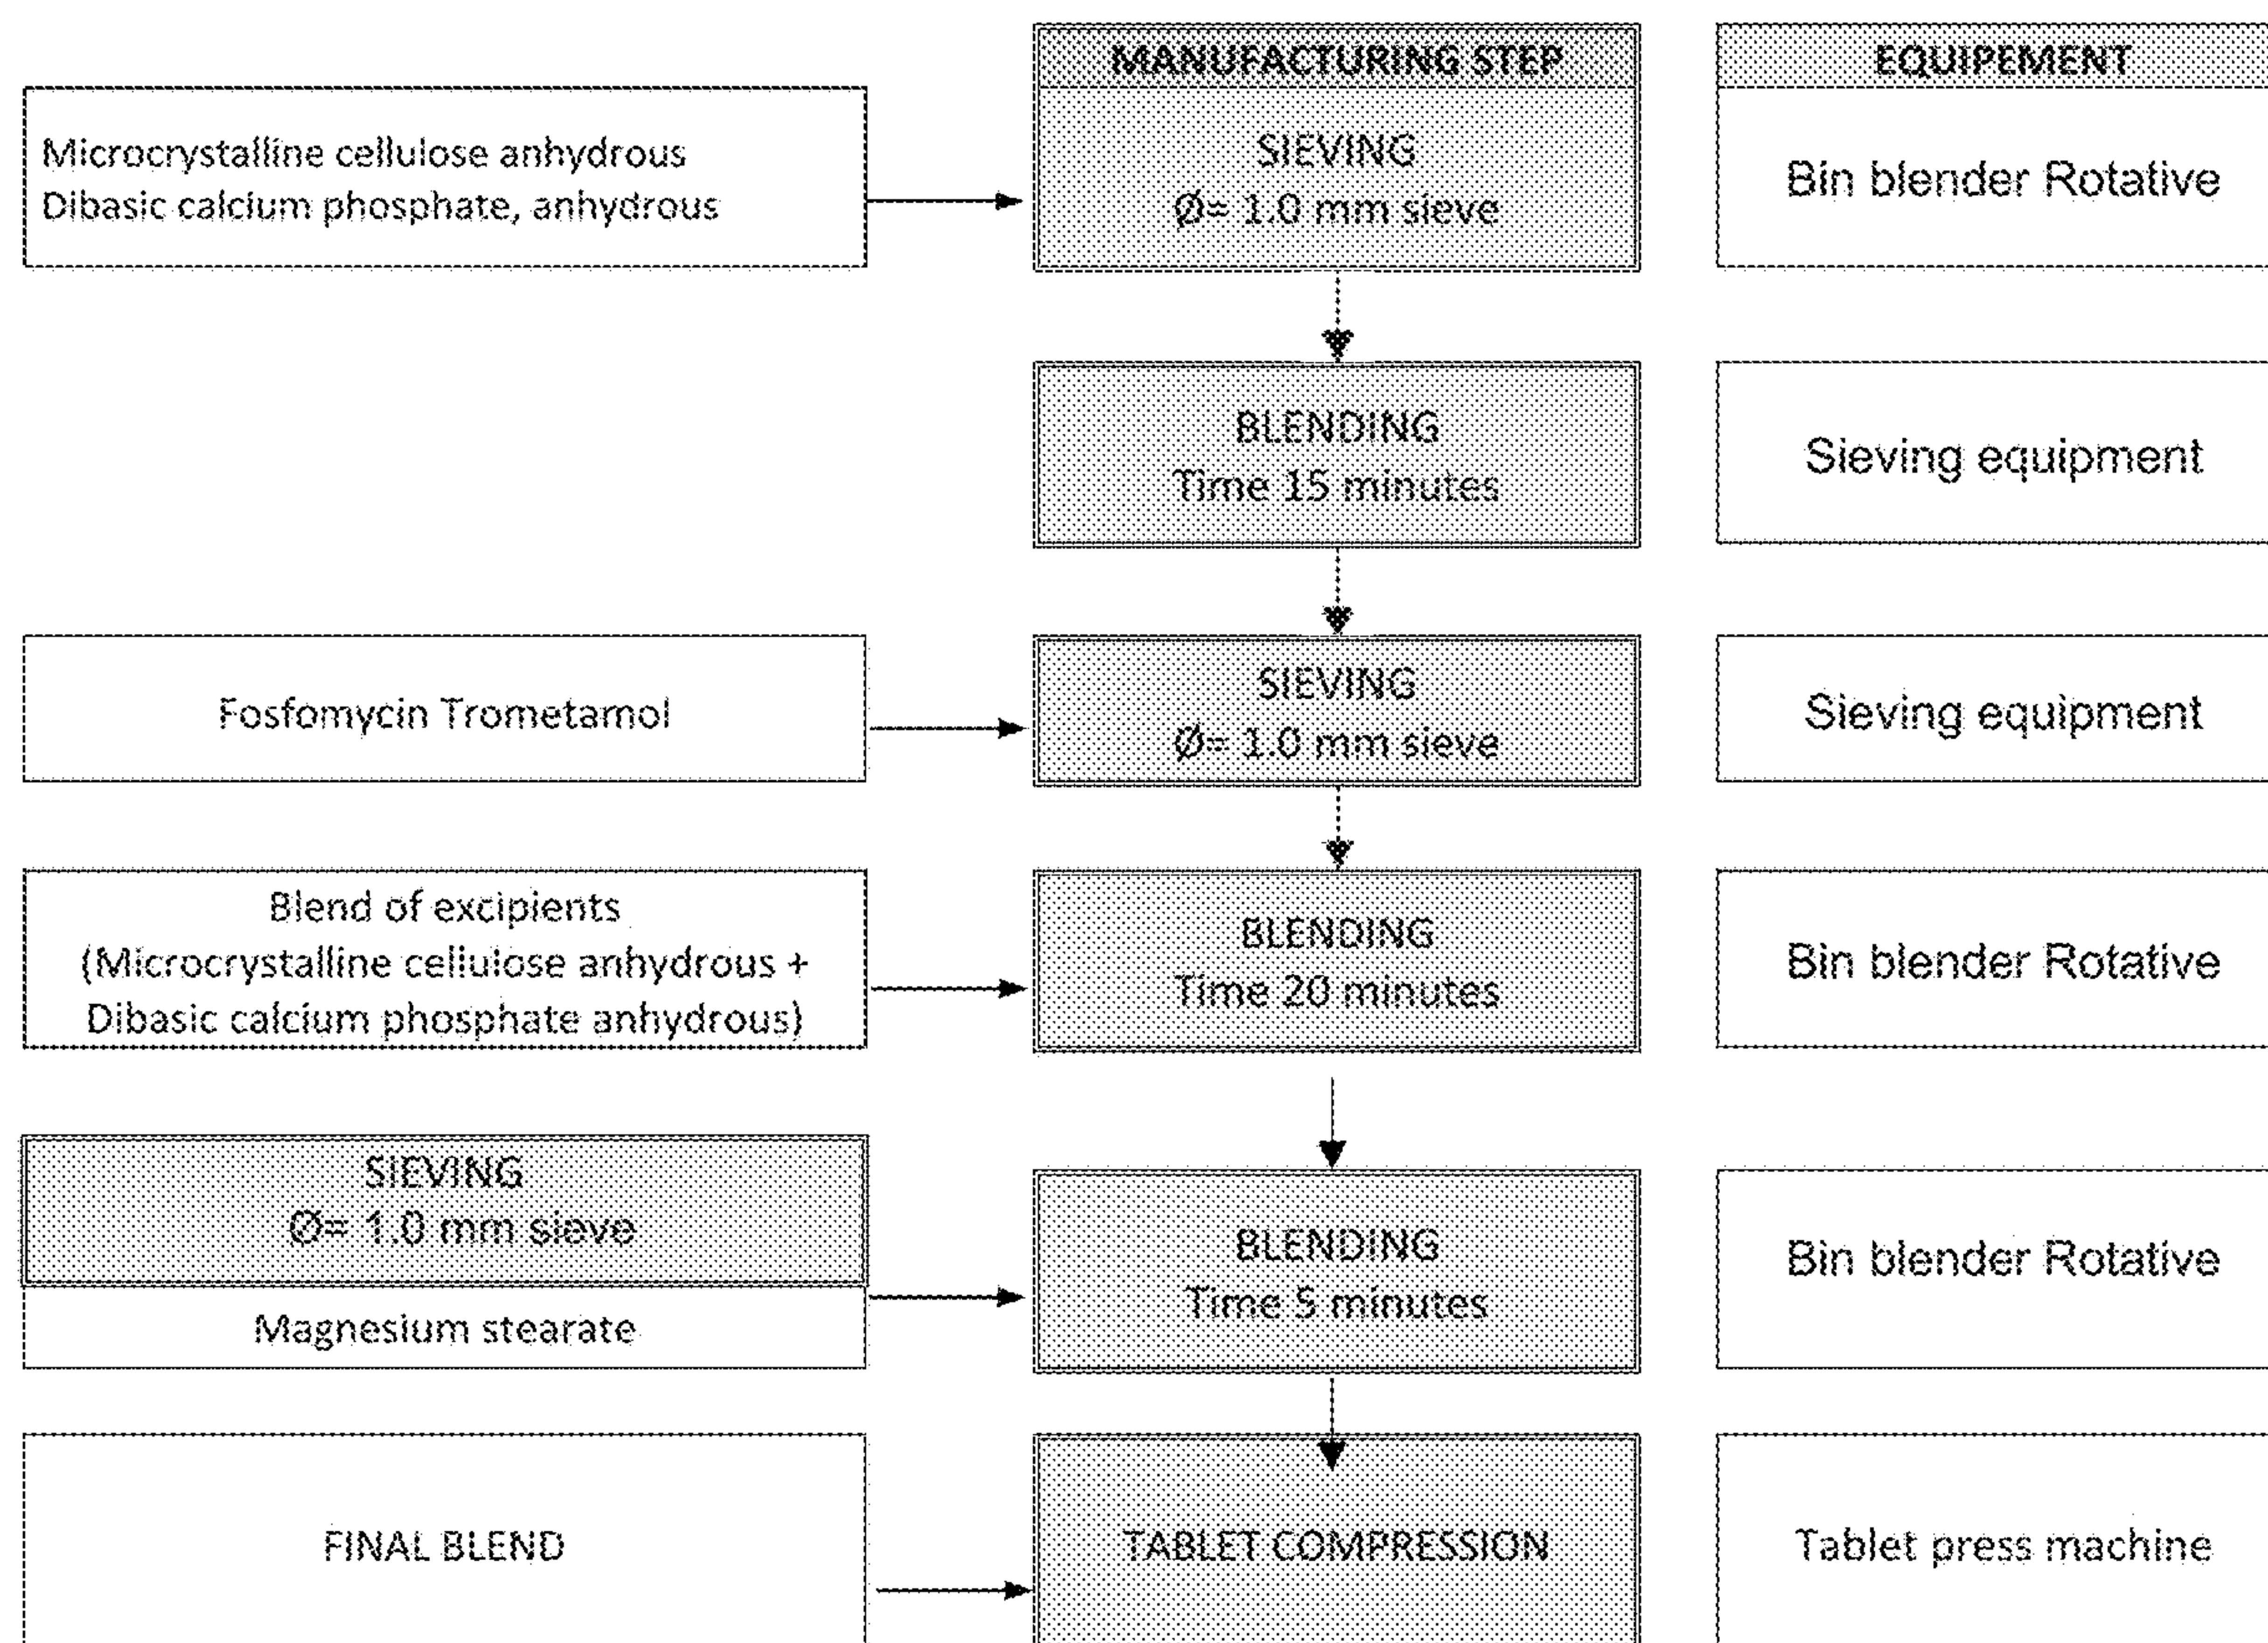 MANUFACTURING STEP
EQUIPEMENT
Microcrystalline cellulose anhydrous
Dibasic calcium phosphate, anhydrous
SIEVING
Ø= 1.0 mm sieve
Bin blender Rotative
BLENDING
Time 15 minutes
Sieving equipment
Fosfomycin Trometamol
SIEVING
Ø= 1.0 mm sieve
Sieving equipment
Blend of excipients
(Microcrystalline cellulose anhydrous +
Dibasic calcium phosphate anhydrous)
BLENDING
Time 20 minutes
Bin blender Rotative
SIEVING
Ø= 1.0 mm sieve
Magnesium stearate
BLENDING
Time 5 minutes
Bin blender Rotative
FINAL BLEND
TABLET COMPRESSION
Tablet press machine